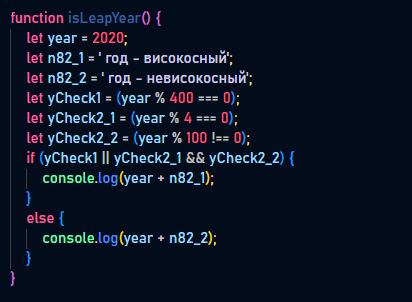 function isLeapYear() {
let year = 2020;
let n82_1 = ' год - високосный';
let n82_2 = ' год - невисокосный';
let yCheck1 = (year % 400 === 0);
let yCheck2_1 = (year % 4 === 0);
let yCheck2_2 = (year % 100 !== 0);
if (yCheck1 || yCheck2_1 && yCheck2_2) {
console.log(year + n82_1);
}
else {
console.log(year + n82_2);
}
}